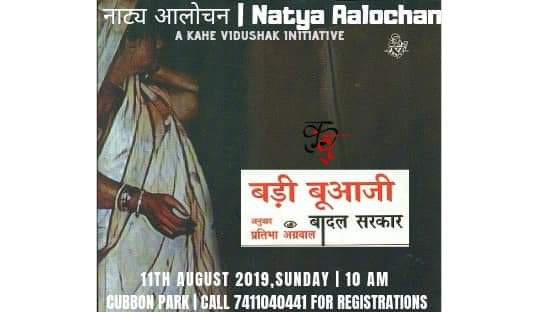 नाट्य आलोचन | Natya Aalochan
A KAHE VIDUSHAK INITIATIVE
बड़ी बूआजी
अनुवाद
प्रतिभा अग्रवाल
बादल सरकार
11TH AUGUST 2019,SUNDAY | 10 AM
CUBBON PARK | CALL 7411040441 FOR REGISTRATIONS